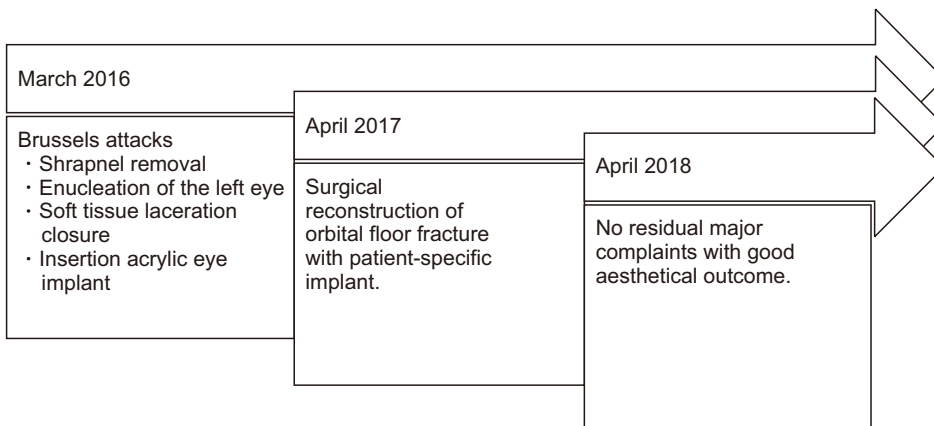 March 2016
Brussels attacks
・Shrapnel removal
・Enucleation of the left eye
・Soft tissue laceration
closure
・Insertion acrylic eye
implant
April 2017
Surgical
reconstruction of
orbital floor fracture
with patient-specific
implant.
April 2018
No residual major
complaints with good
aesthetical outcome.